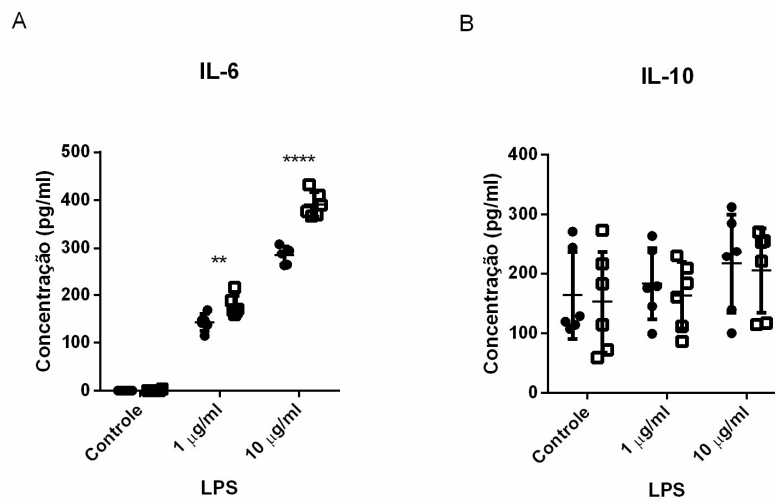 A
IL-6
Concentração (pg/ml)
500
400
300
200
100
0
**
****
Controle
1 µg/ml
10 µg/ml
LPS
B
IL-10
Concentração (pg/ml)
400
300
200
100
0
Controle
1 µg/ml
10 µg/ml
LPS